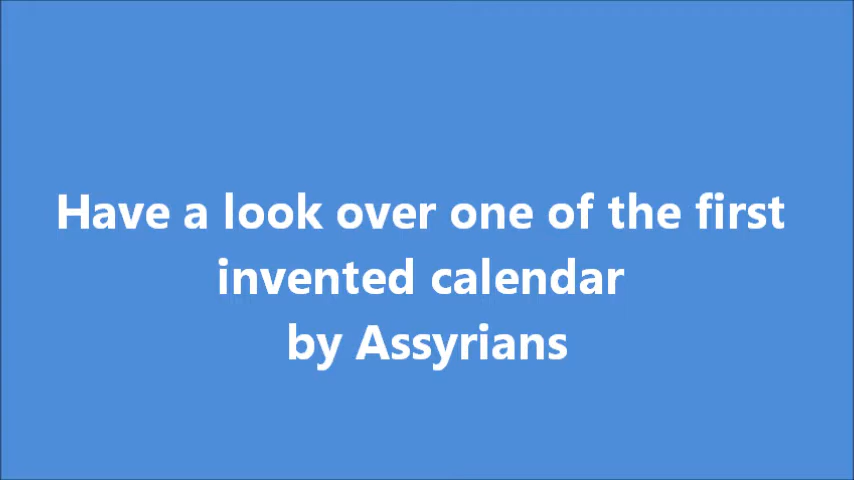 Have a look over one of the first
invented calendar
by Assyrians